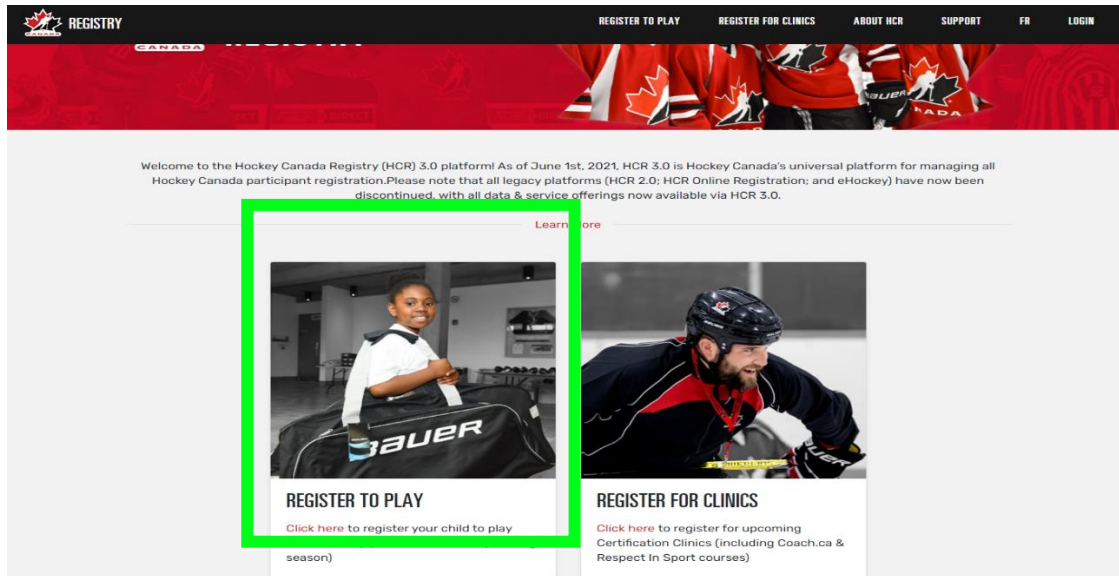 REGISTRY
REGISTER TO PLAY
REGISTER FOR CLINICS
ABOUT HCR
SUPPORT
FR
LOGIN
CANADA
BAUER
Welcome to the Hockey Canada Registry (HCR) 3.0 platform! As of June 1st, 2021, HCR 3.0 is Hockey Canada's universal platform for managing all
Hockey Canada participant registration.Please note that all legacy platforms (HCR 2.0; HCR Online Registration; and eHockey) have now been
discontinued, with all data & service offerings now available via HCR 3.0.
Learn More
BAUER
REGISTER TO PLAY
Click here to register your child to play
season)
REGISTER FOR CLINICS
Click here to register for upcoming
Certification Clinics (including Coach.ca &
Respect In Sport courses)